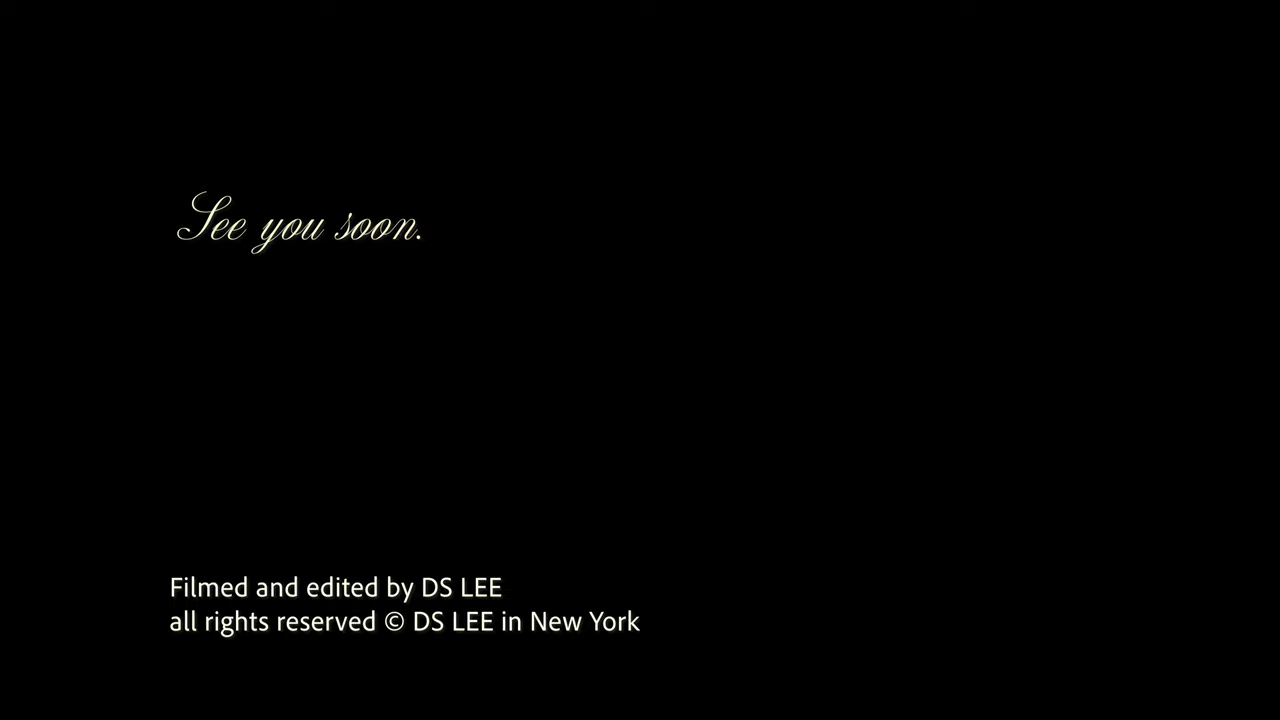 See you soon.
Filmed and edited by DS LEE
all rights reserved © DS LEE in New York